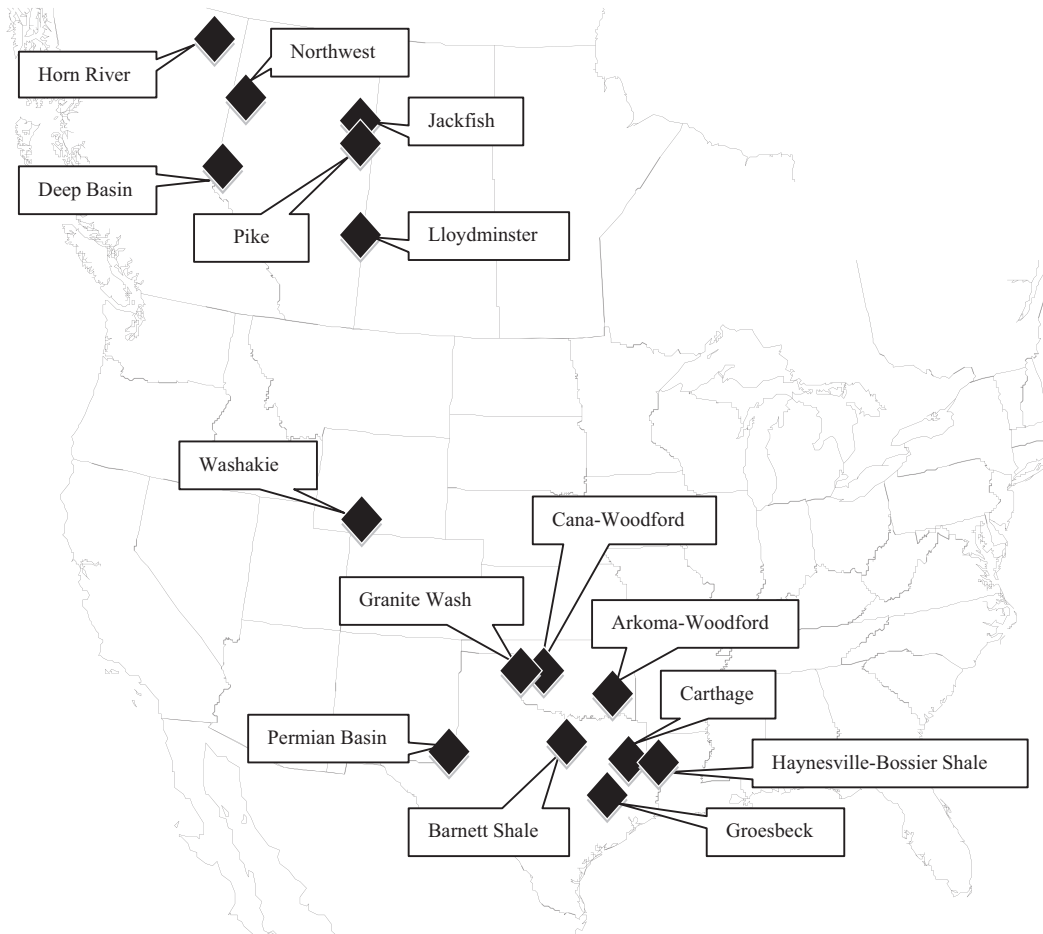 Northwest
Horn River
Jackfish
Deep Basin
Pike
Lloydminster
Washakie
Cana-Woodford
Granite Wash
Arkoma-Woodford
Carthage
Permian Basin
Haynesville-Bossier Shale
Barnett Shale
Groesbeck